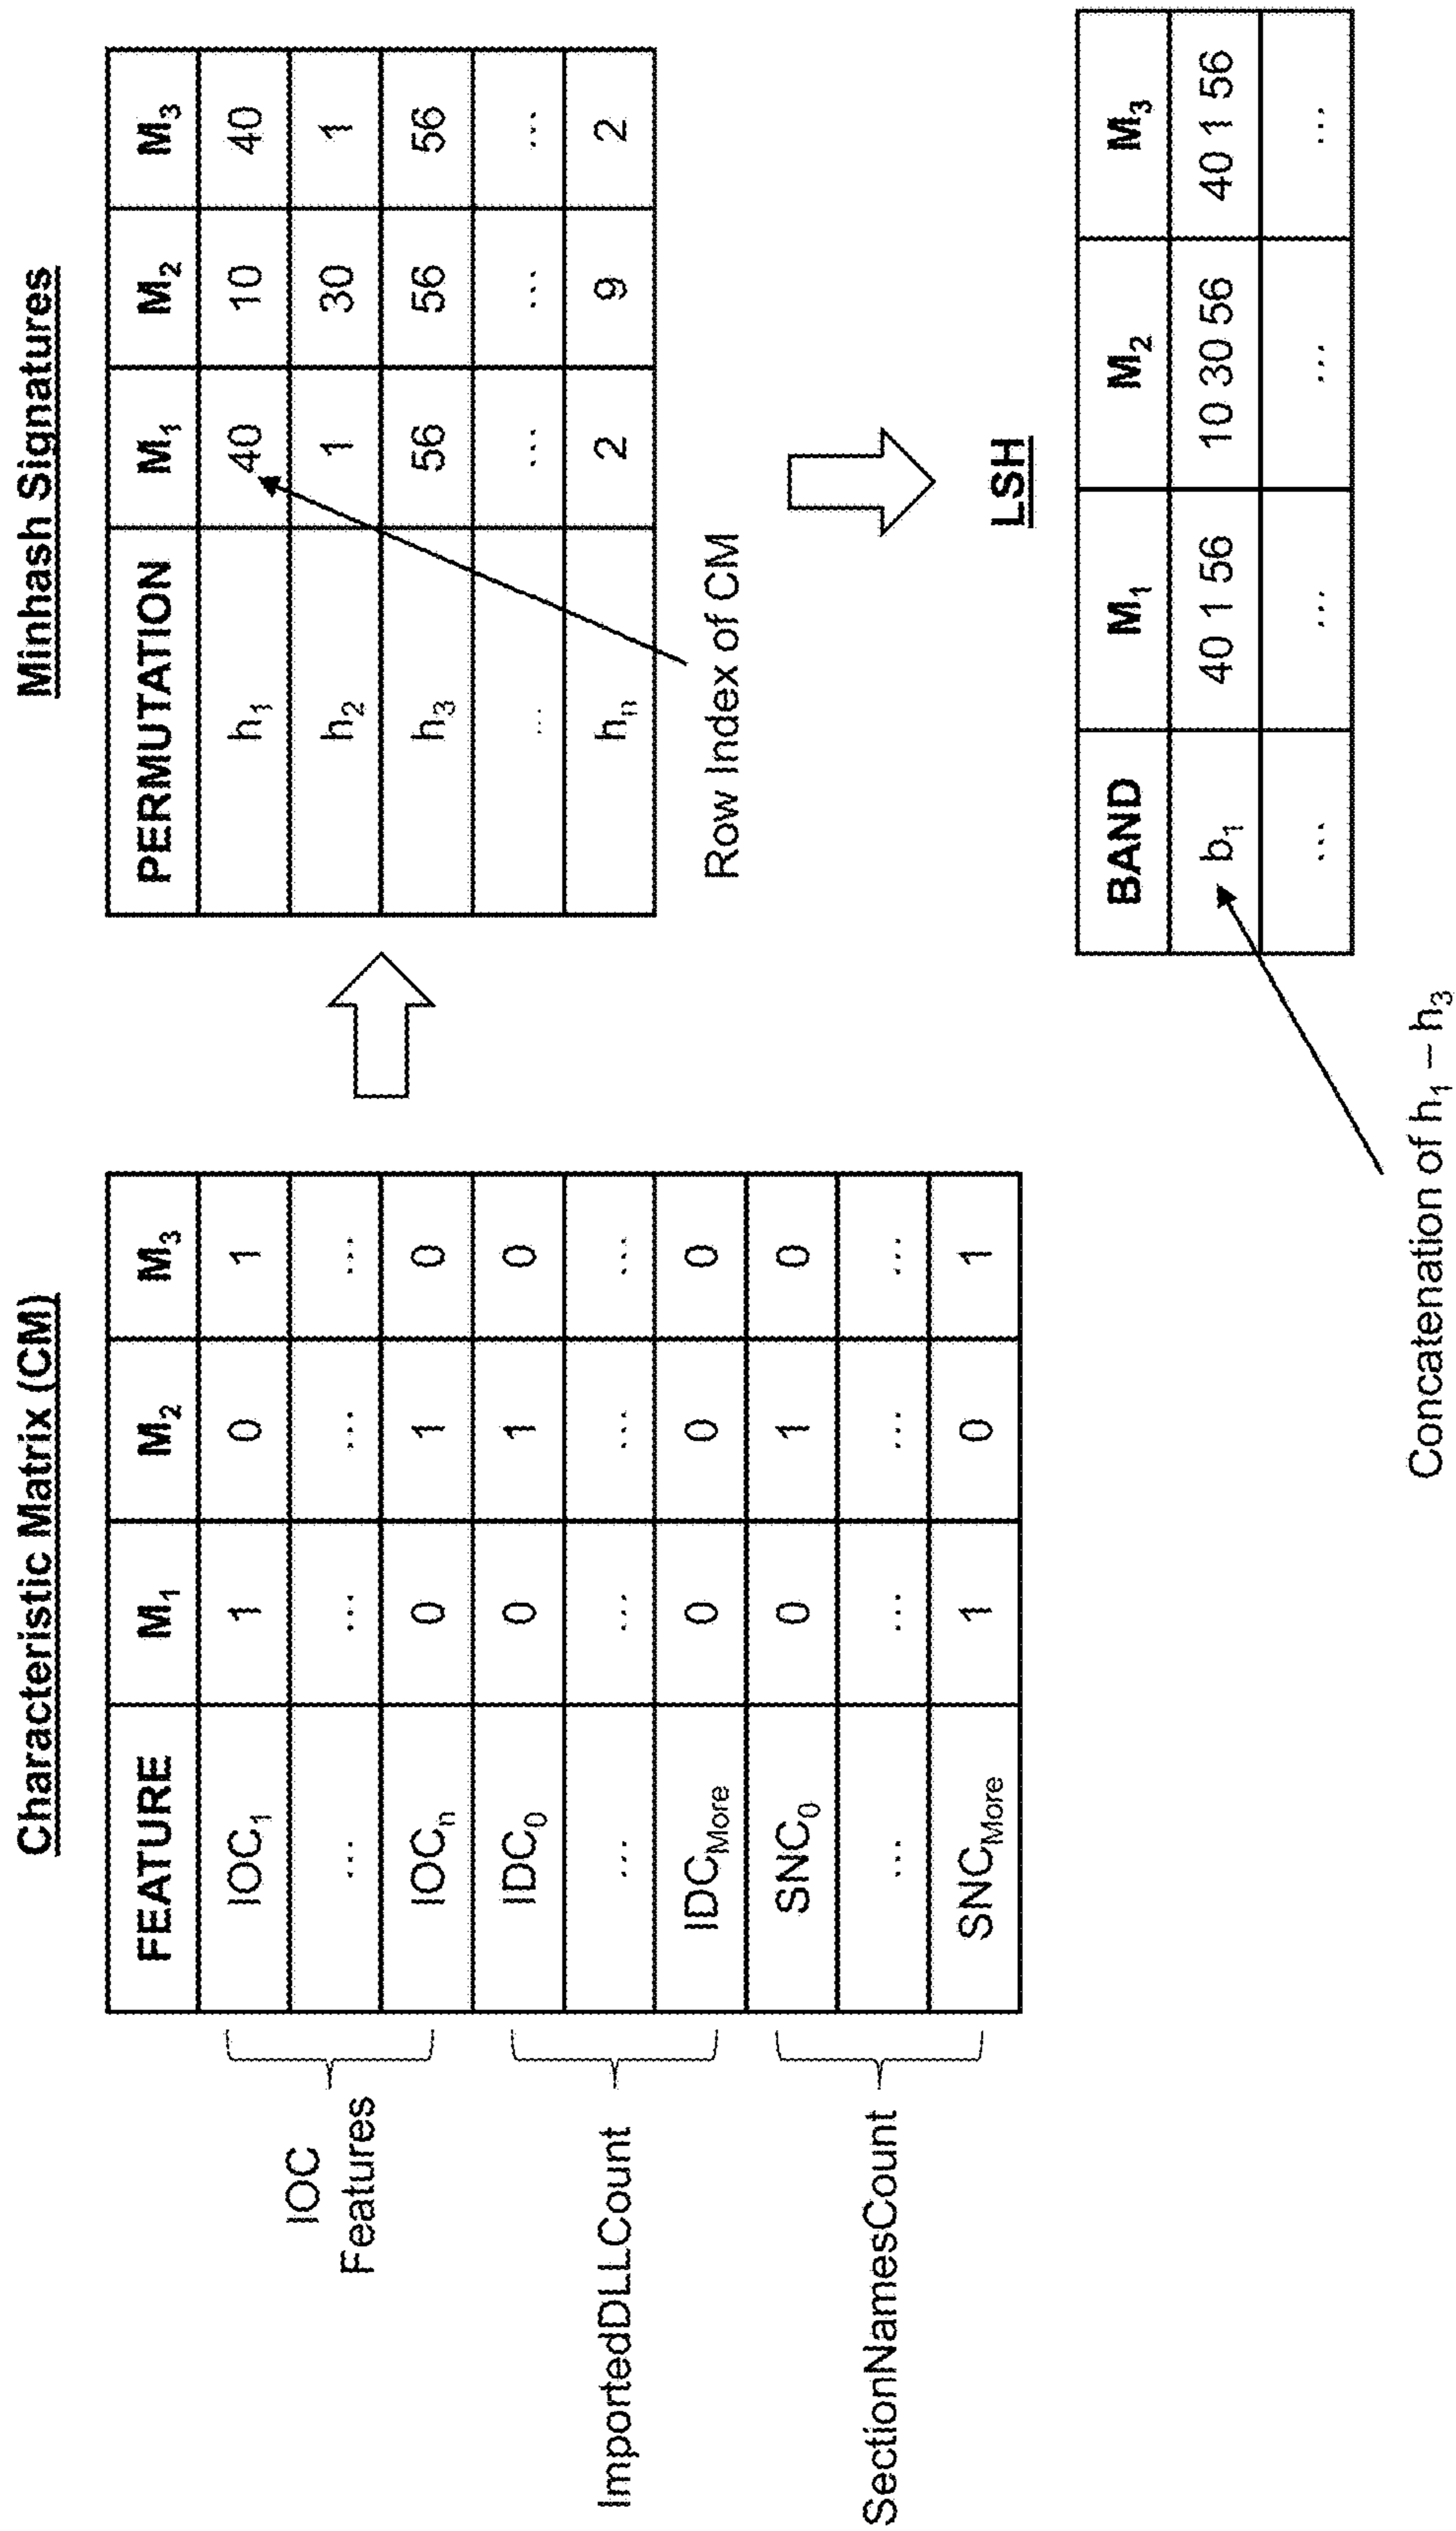 Characteristic Matrix (CM)
FEATURE M₁ M₂ M₃
IOC₁ 1 0 1
... ... ... ...
IOCₙ 0 1 0
IDC₀ 0 1 0
... ... ... ...
IDC_More 0 0 0
SNC₀ 0 1 0
... ... ... ...
SNC_More 1 0 1
IOC
Features
ImportedDLLCount
SectionNamesCount
Minhash Signatures
PERMUTATION M₁ M₂ M₃
h₁ 40 10 40
h₂ 1 30 1
h₃ 56 56 56
... ... ... ...
hₙ 2 9 2
Row Index of CM
LSH
BAND M₁ M₂ M₃
b₁ 40 1 56 10 30 56 40 1 56
... ... ... ...
Concatenation of h₁ – h₃